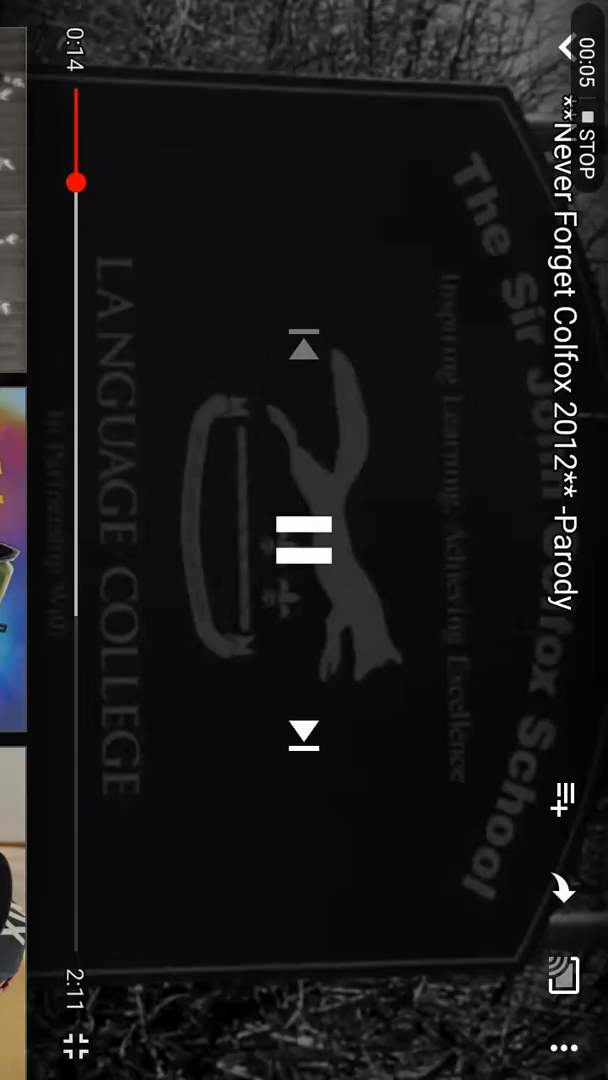 00:05 STOP
**Never Forget Colfox 2012** -Parody
The Sir John Colfox School
Inspiring Learning, Achieving Excellence
LANGUAGE COLLEGE
In Partnership With
0:14
2:11